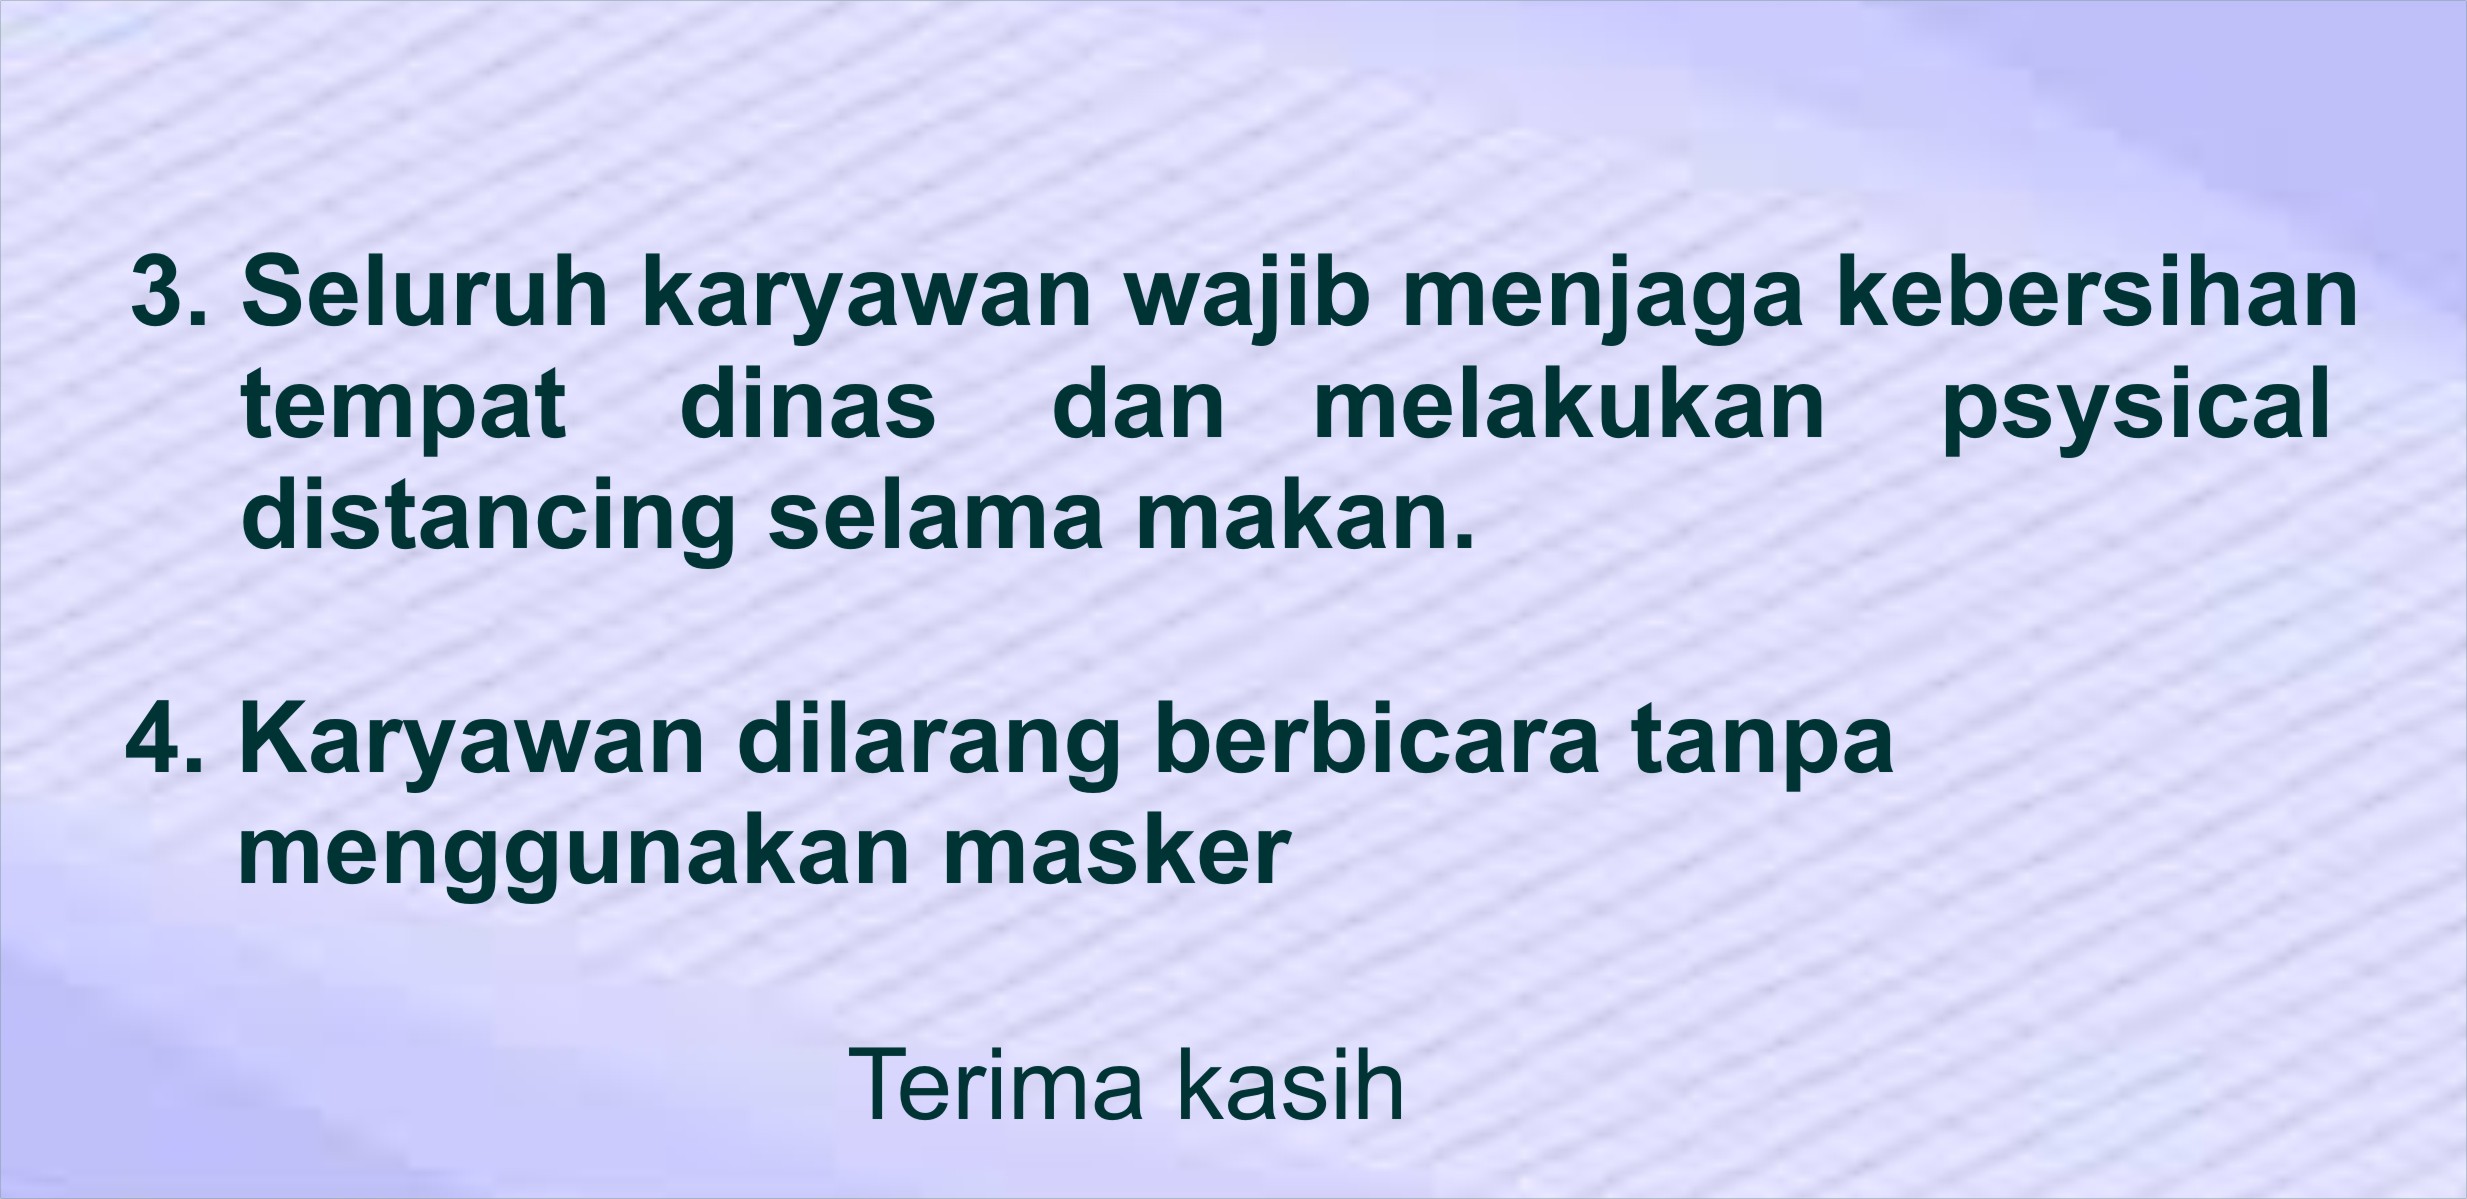 3. Seluruh karyawan wajib menjaga kebersihan
tempat dinas dan melakukan psysical
distancing selama makan.
4. Karyawan dilarang berbicara tanpa
menggunakan masker
Terima kasih